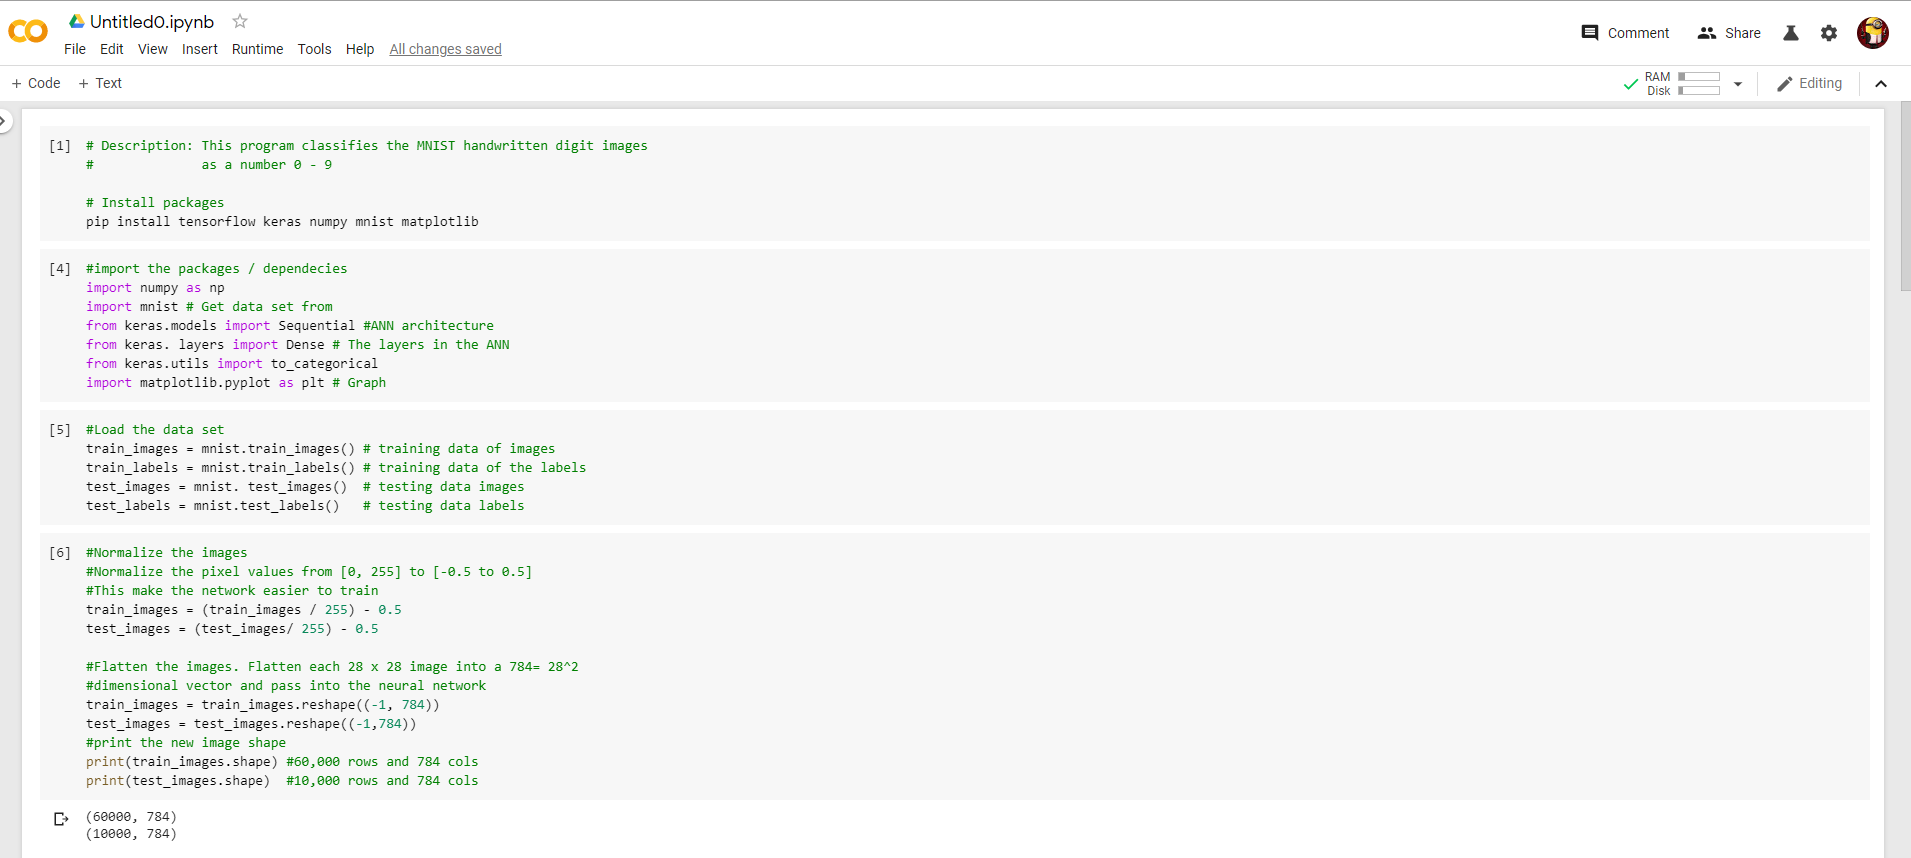 Untitled0.ipynb
File Edit View Insert Runtime Tools Help All changes saved
Comment Share
+ Code + Text
RAM
Disk
Editing
[1] # Description: This program classifies the MNIST handwritten digit images
#              as a number 0 - 9
# Install packages
pip install tensorflow keras numpy mnist matplotlib
[4] #import the packages / dependecies
import numpy as np
import mnist # Get data set from
from keras.models import Sequential #ANN architecture
from keras. layers import Dense # The layers in the ANN
from keras.utils import to_categorical
import matplotlib.pyplot as plt # Graph
[5] #Load the data set
train_images = mnist.train_images() # training data of images
train_labels = mnist.train_labels() # training data of the labels
test_images = mnist. test_images()  # testing data images
test_labels = mnist.test_labels()   # testing data labels
[6] #Normalize the images
#Normalize the pixel values from [0, 255] to [-0.5 to 0.5]
#This make the network easier to train
train_images = (train_images / 255) - 0.5
test_images = (test_images/ 255) - 0.5
#Flatten the images. Flatten each 28 x 28 image into a 784= 28^2
#dimensional vector and pass into the neural network
train_images = train_images.reshape((-1, 784))
test_images = test_images.reshape((-1,784))
#print the new image shape
print(train_images.shape) #60,000 rows and 784 cols
print(test_images.shape)  #10,000 rows and 784 cols
(60000, 784)
(10000, 784)